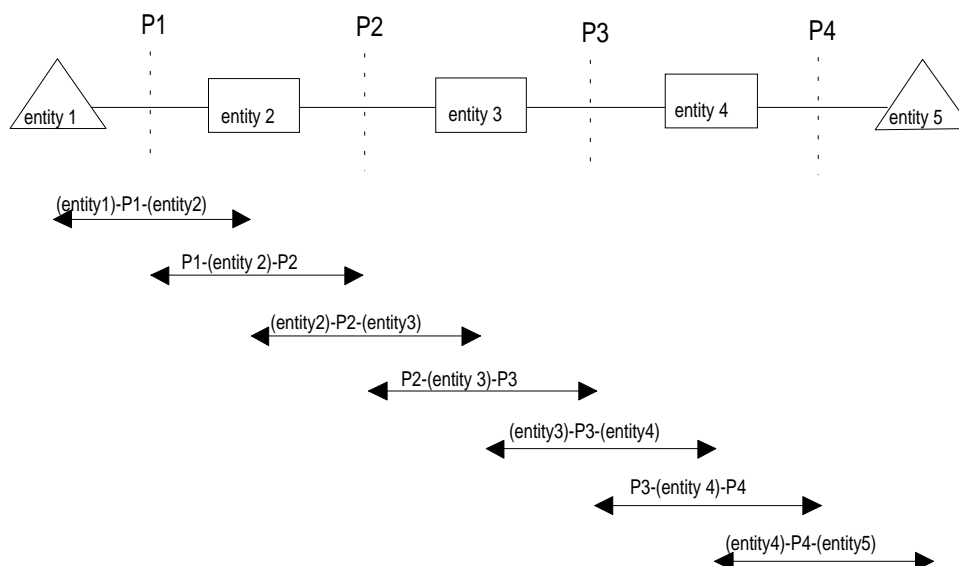 P1 P2 P3 P4
entity 1 entity 2 entity 3 entity 4 entity 5
(entity1)-P1-(entity2)
P1-(entity 2)-P2
(entity2)-P2-(entity3)
P2-(entity 3)-P3
(entity3)-P3-(entity4)
P3-(entity 4)-P4
(entity4)-P4-(entity5)